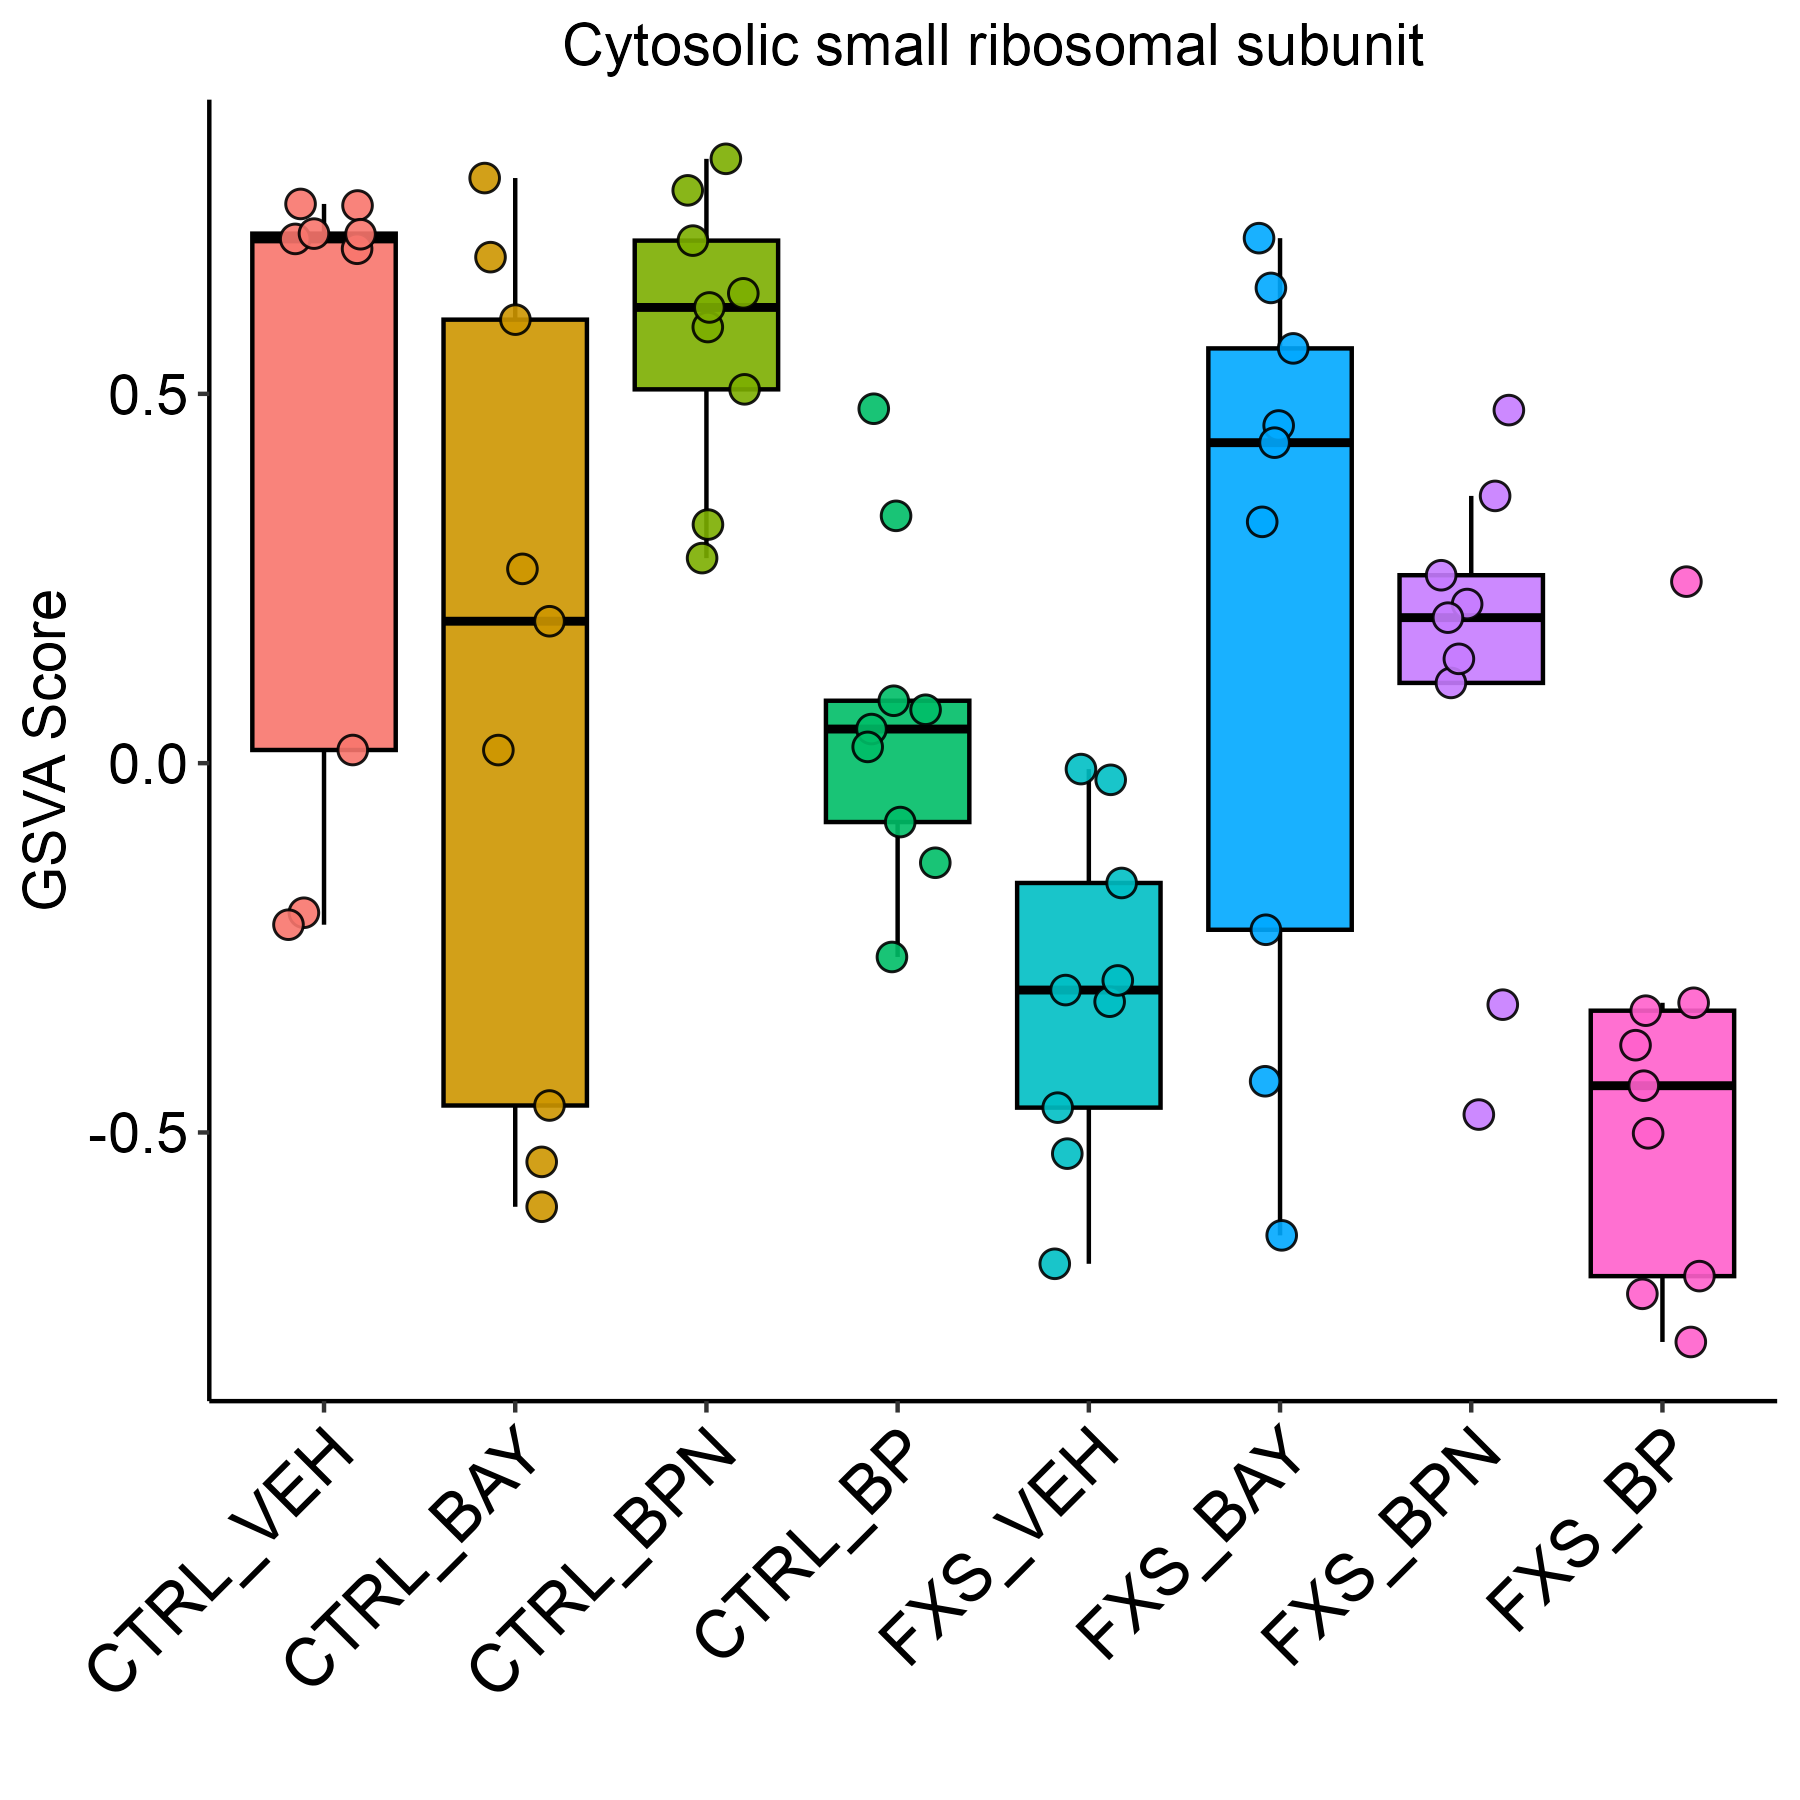 Cytosolic small ribosomal subunit
GSVA Score
0.5
0.0
-0.5
CTRL_VEH
CTRL_BAY
CTRL_BPN
CTRL_BP
FXS_VEH
FXS_BAY
FXS_BPN
FXS_BP